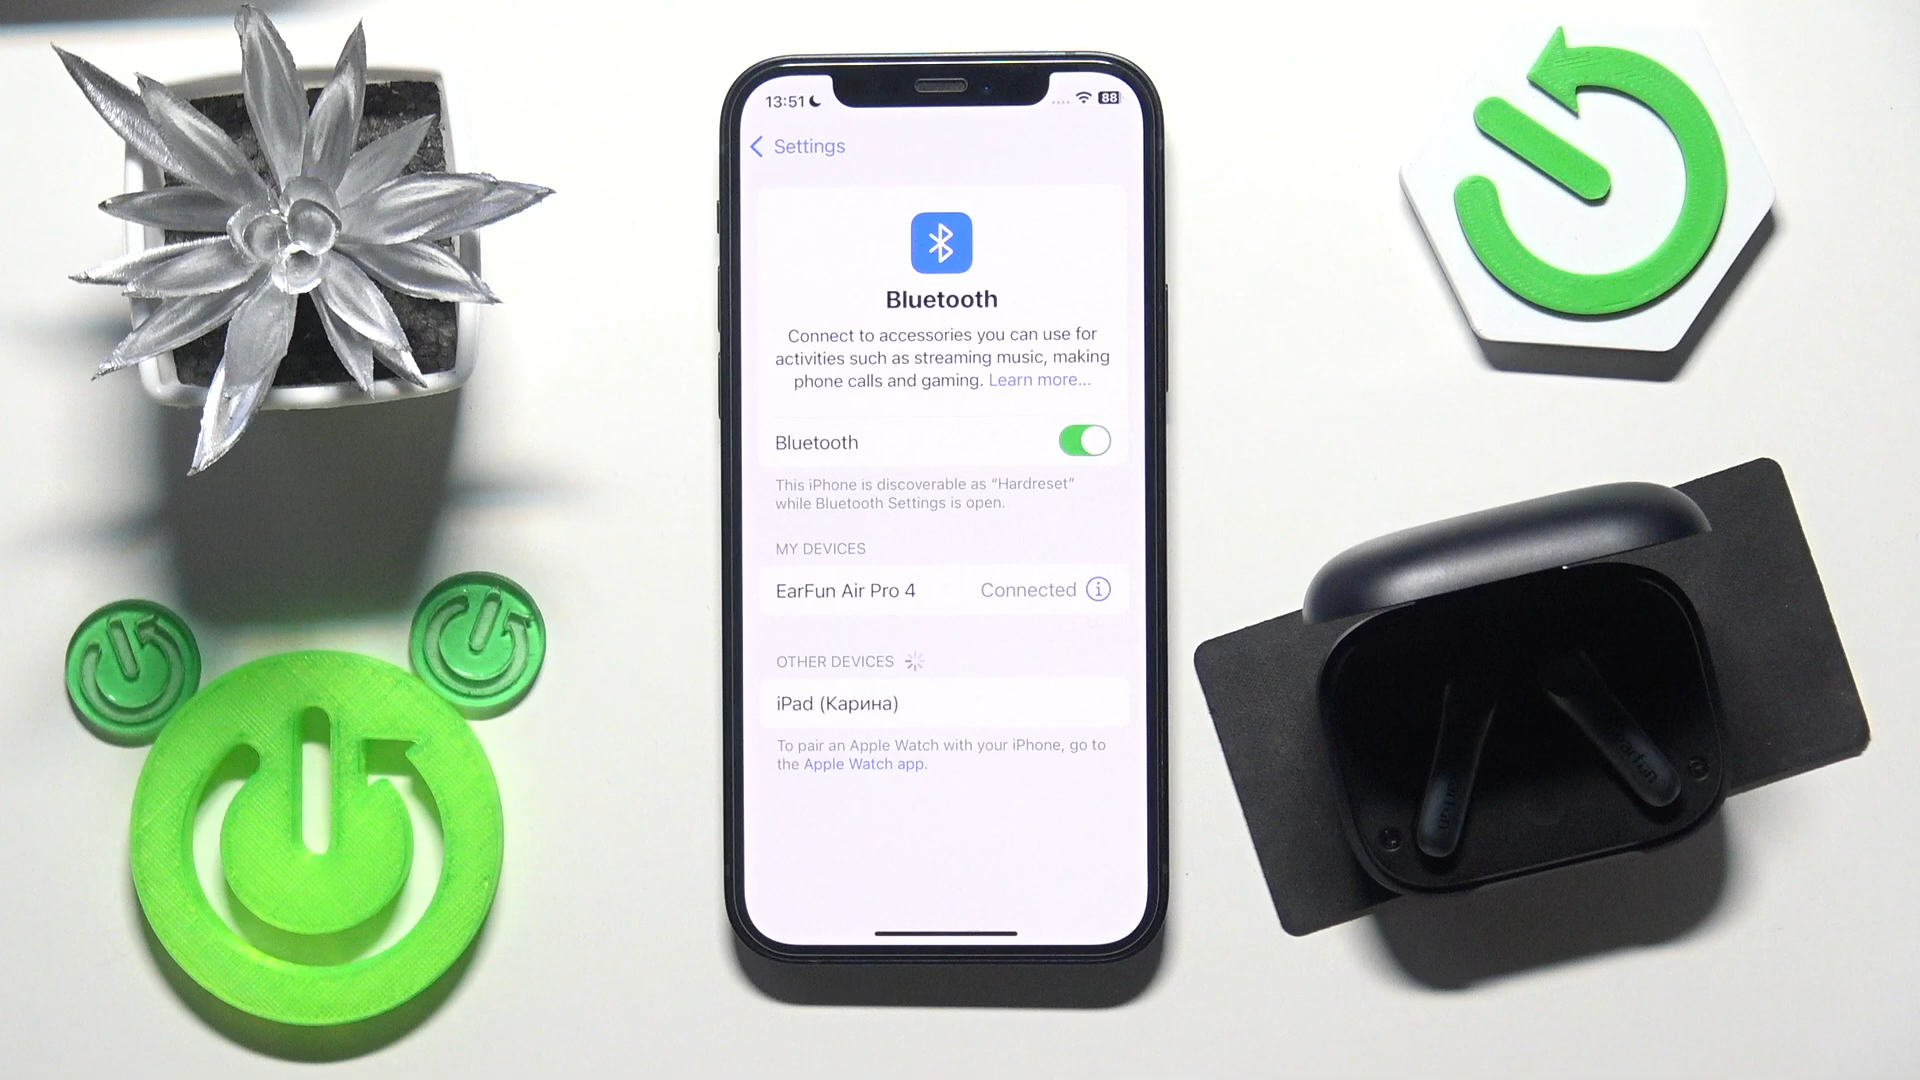 13:51
88
Settings
Bluetooth
Connect to accessories you can use for
activities such as streaming music, making
phone calls and gaming. Learn more...
Bluetooth
This iPhone is discoverable as “Hardreset”
while Bluetooth Settings is open.
MY DEVICES
EarFun Air Pro 4 Connected
OTHER DEVICES
iPad (Карина)
To pair an Apple Watch with your iPhone, go to
the Apple Watch app.